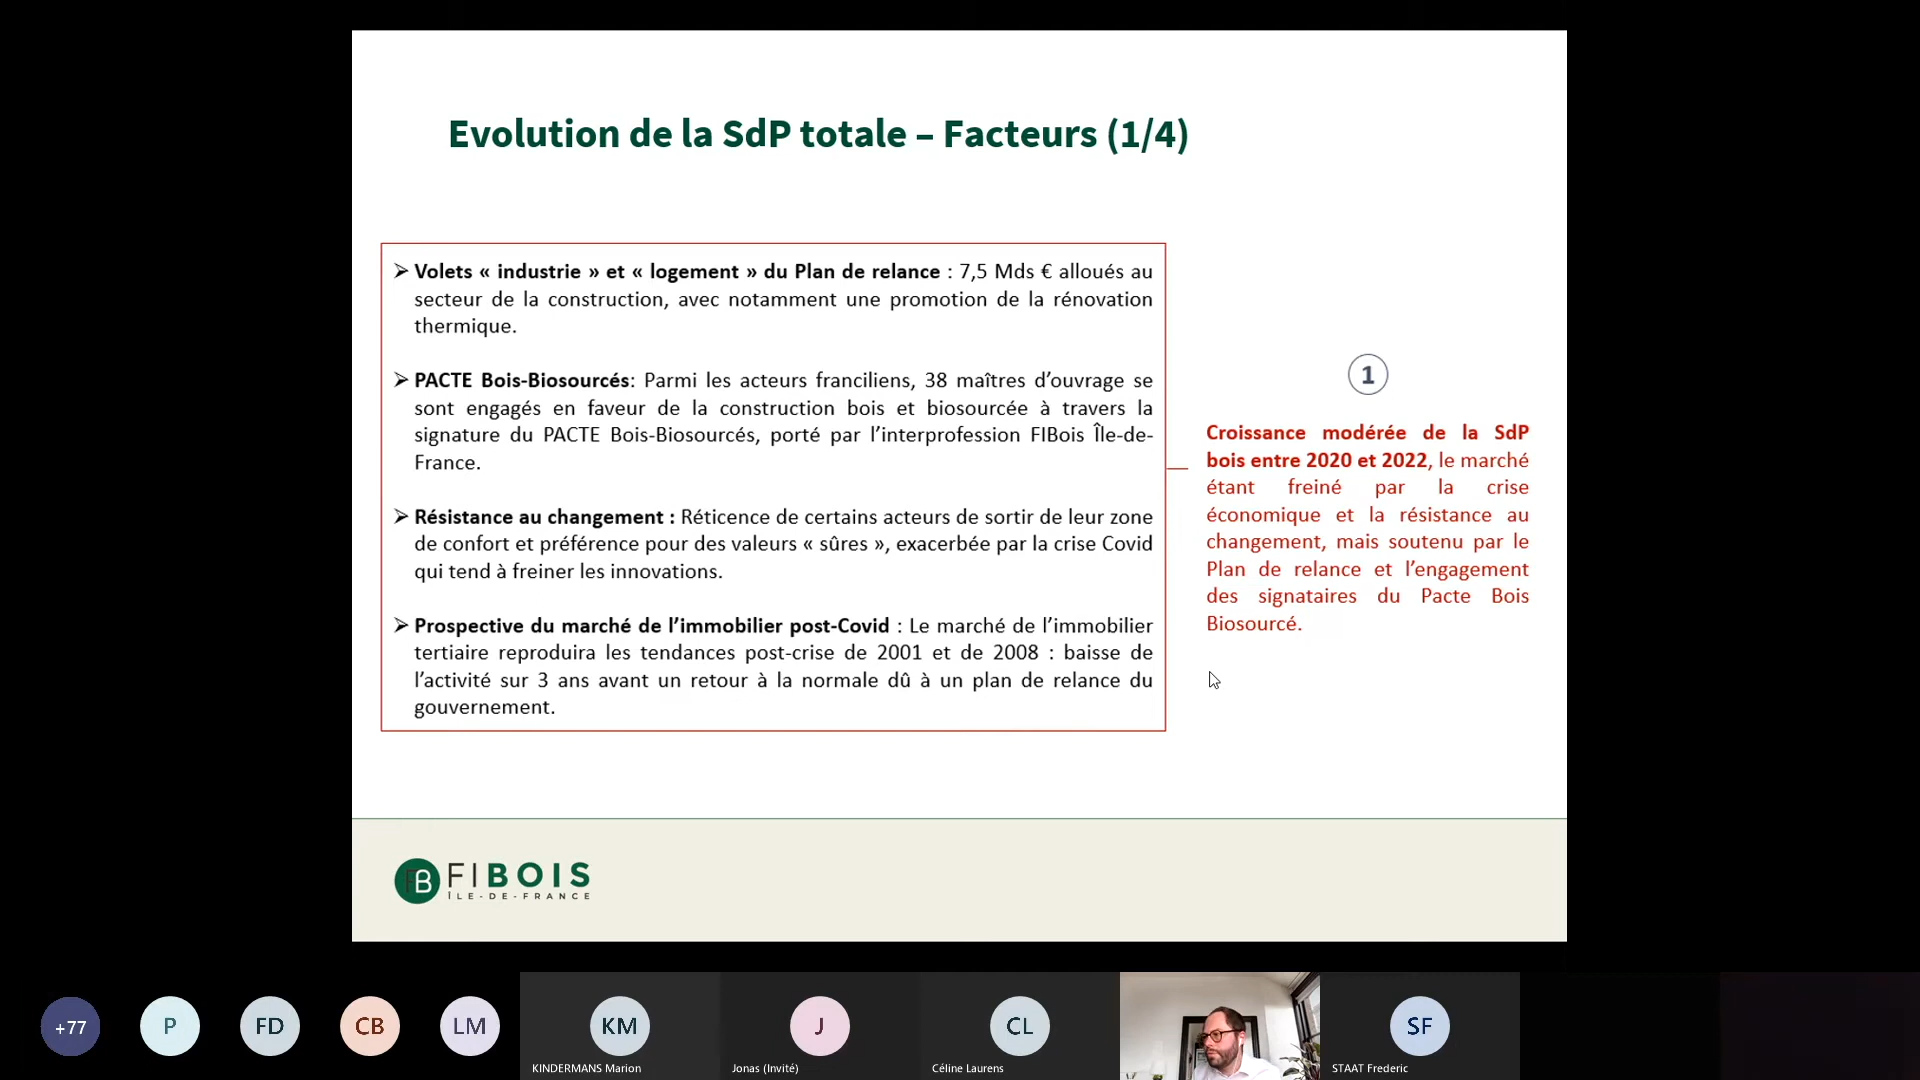 Evolution de la SdP totale – Facteurs (1/4)
➢ Volets « industrie » et « logement » du Plan de relance : 7,5 Mds € alloués au
secteur de la construction, avec notamment une promotion de la rénovation
thermique.
➢ PACTE Bois-Biosourcés: Parmi les acteurs franciliens, 38 maîtres d’ouvrage se
sont engagés en faveur de la construction bois et biosourcée à travers la
signature du PACTE Bois-Biosourcés, porté par l’interprofession FIBois Île-de-
France.
➢ Résistance au changement : Réticence de certains acteurs de sortir de leur zone
de confort et préférence pour des valeurs « sûres », exacerbée par la crise Covid
qui tend à freiner les innovations.
➢ Prospective du marché de l’immobilier post-Covid : Le marché de l’immobilier
tertiaire reproduira les tendances post-crise de 2001 et de 2008 : baisse de
l’activité sur 3 ans avant un retour à la normale dû à un plan de relance du
gouvernement.
1
Croissance modérée de la SdP
bois entre 2020 et 2022, le marché
étant freiné par la crise
économique et la résistance au
changement, mais soutenu par le
Plan de relance et l’engagement
des signataires du Pacte Bois
Biosourcé.
FB FIBOIS
ÎLE-DE-FRANCE
+77
P
FD
CB
LM
KM
J
CL
SF
KINDERMANS Marion
Jonas (Invité)
Céline Laurens
STAAT Frederic